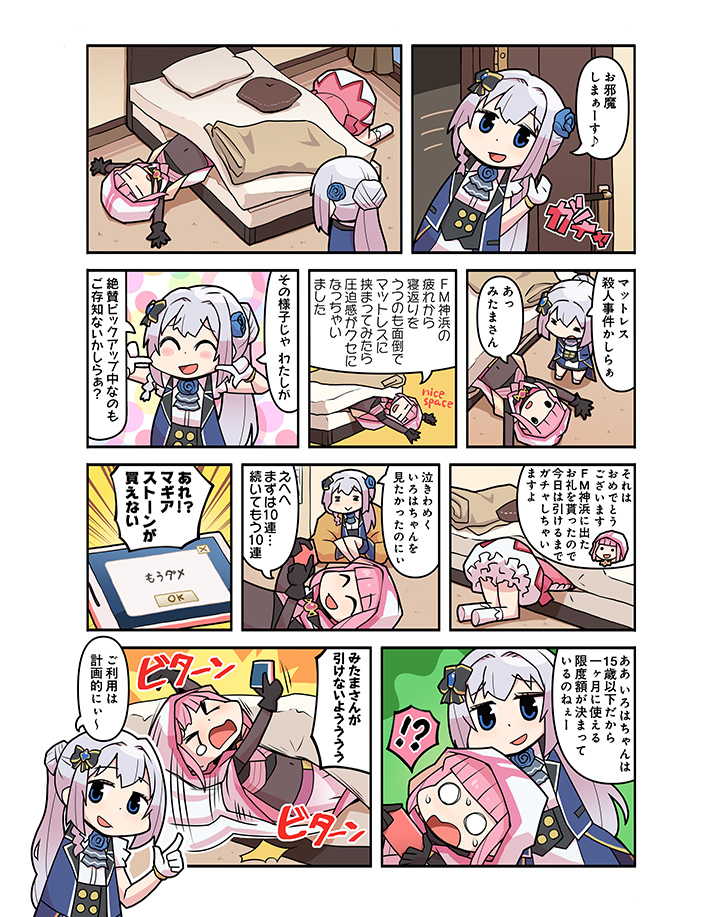 お邪魔
しまぁーす♪
ガチャ
マットレス
殺人事件かしらぁ
あっ
みたまさん
FM神浜の
疲れから
寝返りを
うつのも面倒で
マットレスに
挟まってみたら
圧迫感がクセに
なっちゃい
ました
nice
space
その様子じゃ わたしが
絶賛ピックアップ中なのも
ご存知ないかしらぁ?
それは
おめでとう
ございます
FM神浜に出た
お礼を貰ったので
今日は引けるまで
ガチャしちゃい
ますよ
泣きわめく
いろはちゃんを
見たかったのにぃ
えへへ
まずは10連…
続いてもう10連
あれ!?
マギア
ストーンが
買えない
もうダメ
OK
ああ いろはちゃんは
15歳以下だから
一ヶ月に使える
限度額が決まって
いるのねぇー
!?
みたまさんが
引けないよううう
ビターン
ビターン
ご利用は
計画的にぃ～